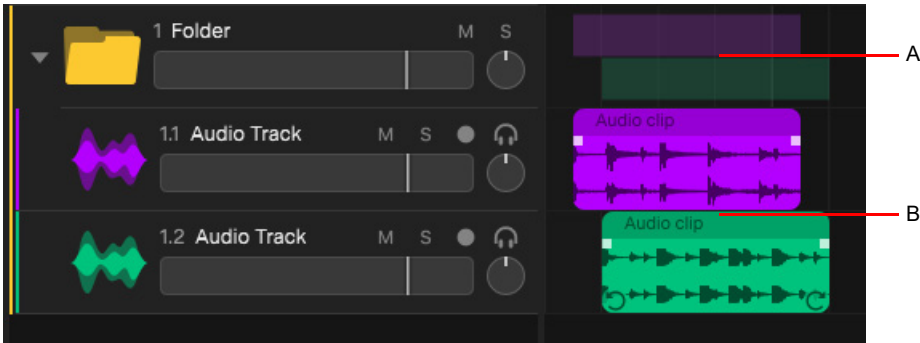 1 Folder M S
A
1.1 Audio Track M S
Audio clip
B
1.2 Audio Track M S
Audio clip